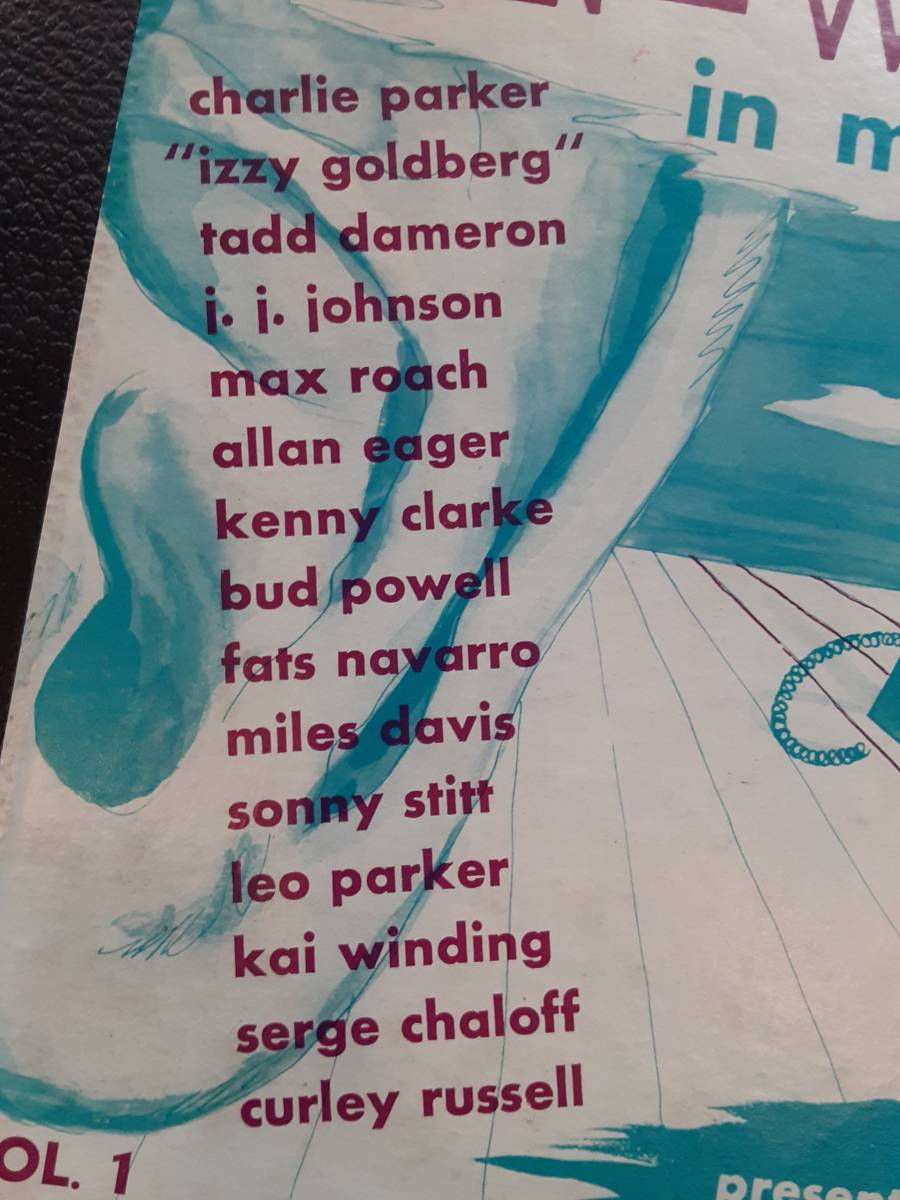 in
charlie parker
"izzy goldberg"
tadd dameron
j. j. johnson
max roach
allan eager
kenny clarke
bud powell
fats navarro
miles davis
sonny stitt
leo parker
kai winding
serge chaloff
curley russell
OL. 1
present